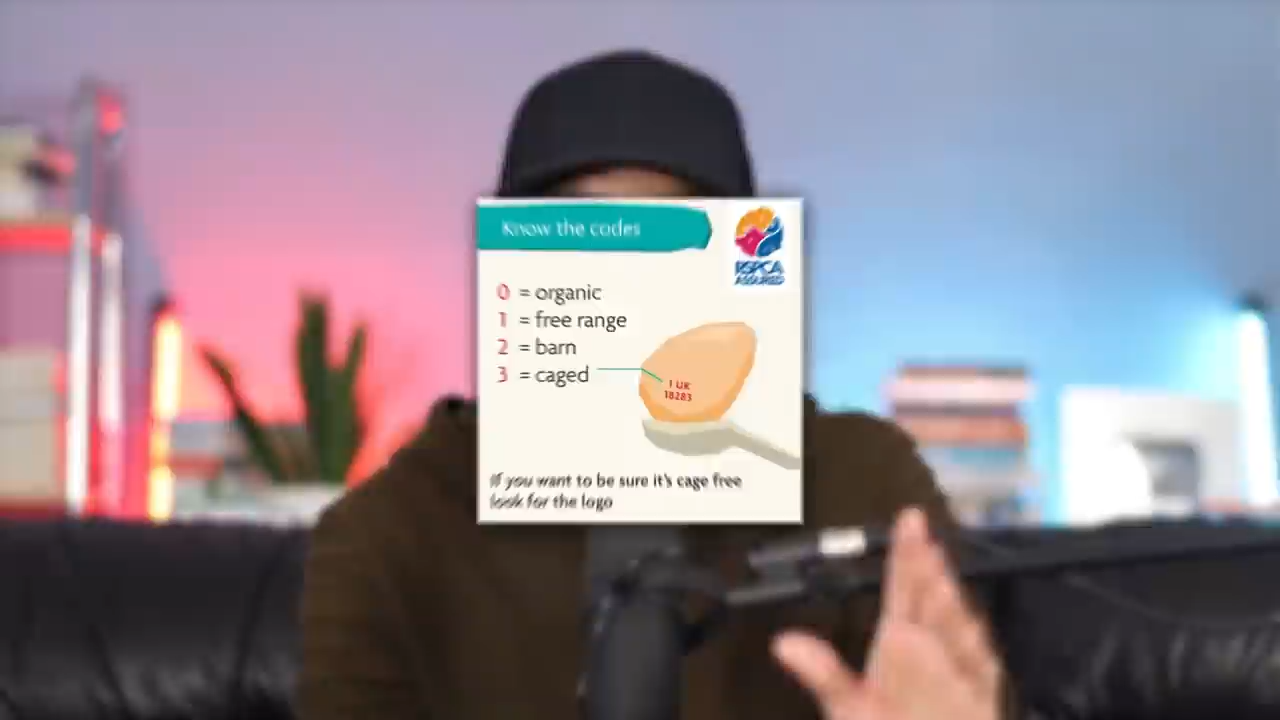 Know the codes
RSPCA
ASSURED
0 = organic
1 = free range
2 = barn
3 = caged
1 UK
18283
If you want to be sure it's cage free
look for the logo